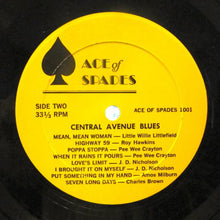 ACE of
SPADES
SIDE TWO
33⅓ RPM
ACE OF SPADES 1001
CENTRAL AVENUE BLUES
MEAN, MEAN WOMAN - Little Willie Littlefield
HIGHWAY 59 - Roy Hawkins
POPPA STOPPA - Pee Wee Crayton
WHEN IT RAINS IT POURS - Pee Wee Crayton
LOVE'S LIMIT - J. D. Nicholson
I BROUGHT IT ON MYSELF - J. D. Nicholson
PUT SOMETHING IN MY HAND - Amos Milburn
SEVEN LONG DAYS - Charles Brown